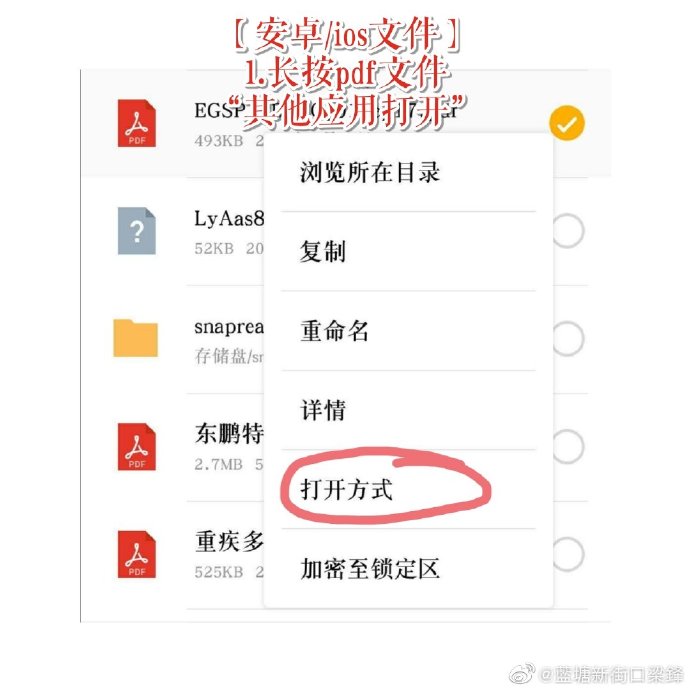 【安卓/ios文件】
1.长按pdf文件
“其他应用打开”
EGSP
493KB 2
PDF
浏览所在目录
LyAas8
52KB 20
?
复制
snaprea
存储盘/sn
重命名
详情
东鹏特
2.7MB 5
PDF
打开方式
重疾多
525KB 2
PDF
加密至锁定区
@藍塘新街口梁鋒